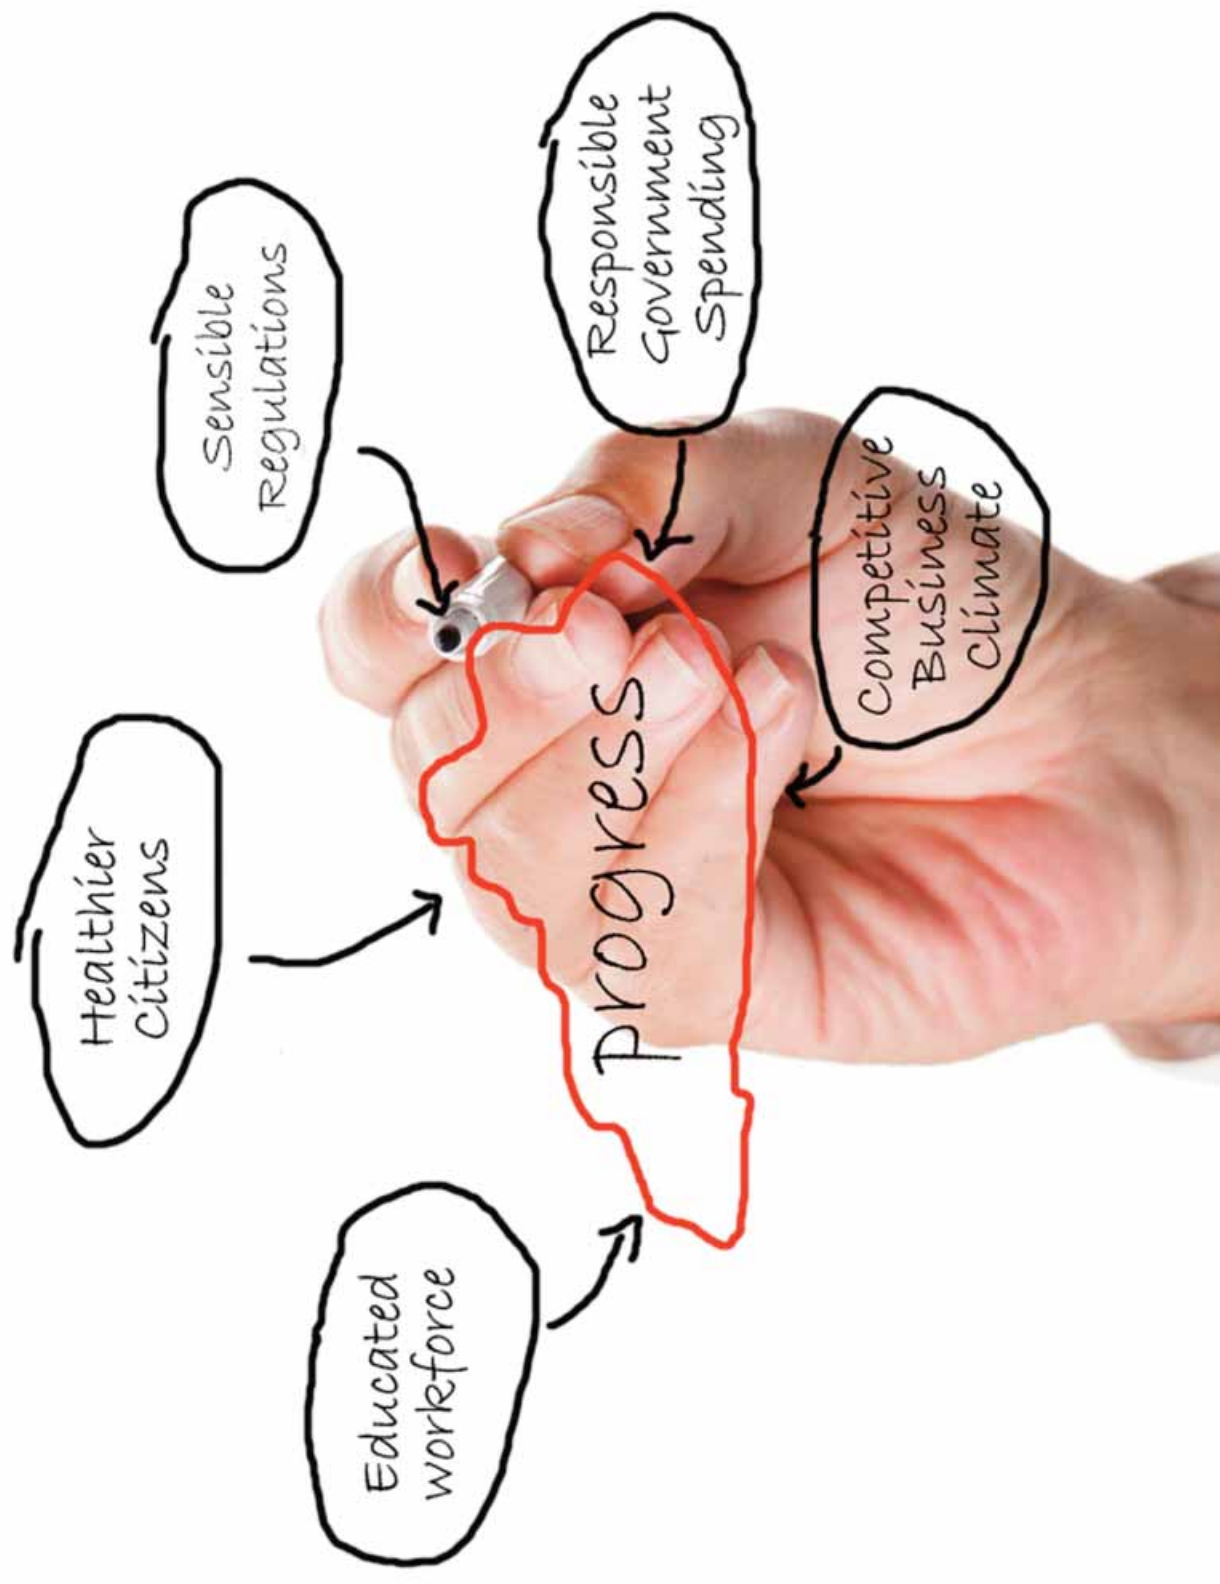 Healthier
Citizens
Sensible
Regulations
Educated
workforce
progress
Responsible
Government
Spending
Competitive
Business
Climate